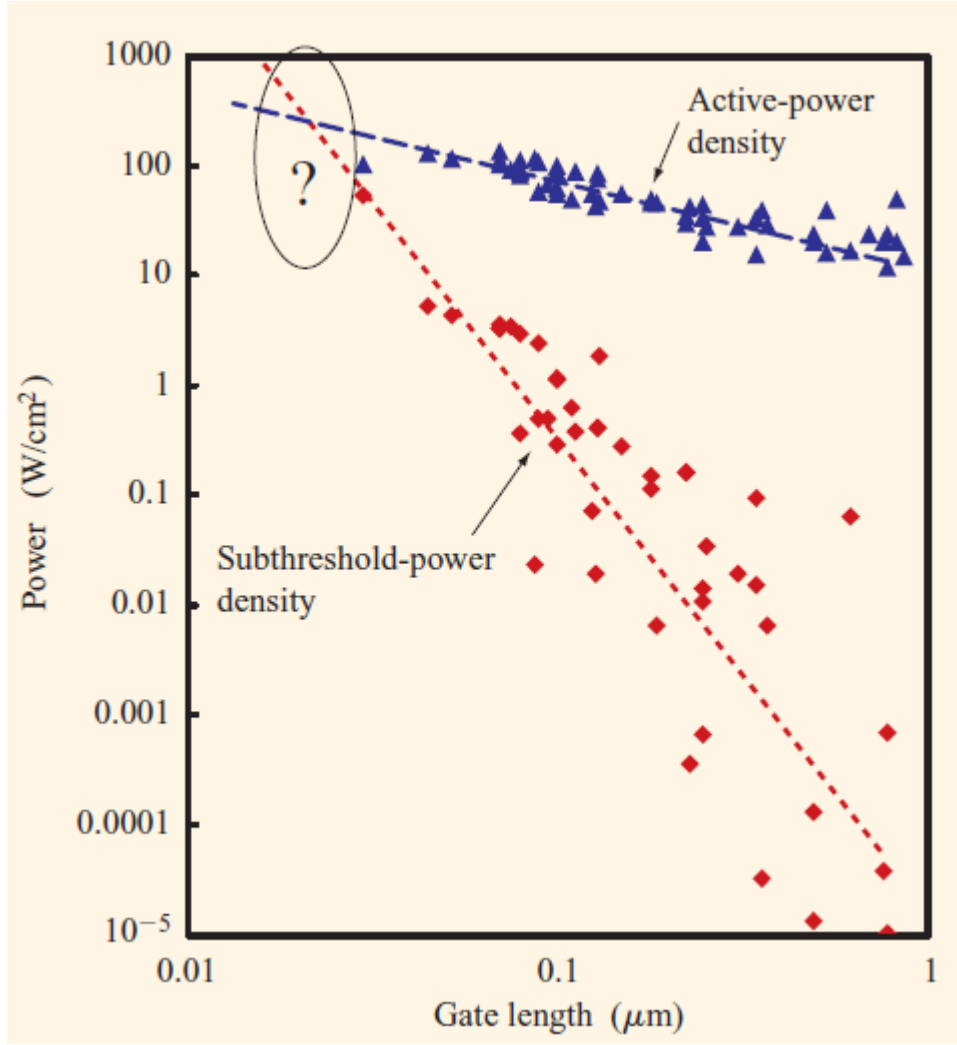 1000
100
10
1
0.1
0.01
0.001
0.0001
10⁻⁵
Power (W/cm²)
Active-power
density
?
Subthreshold-power
density
0.01
0.1
1
Gate length (μm)